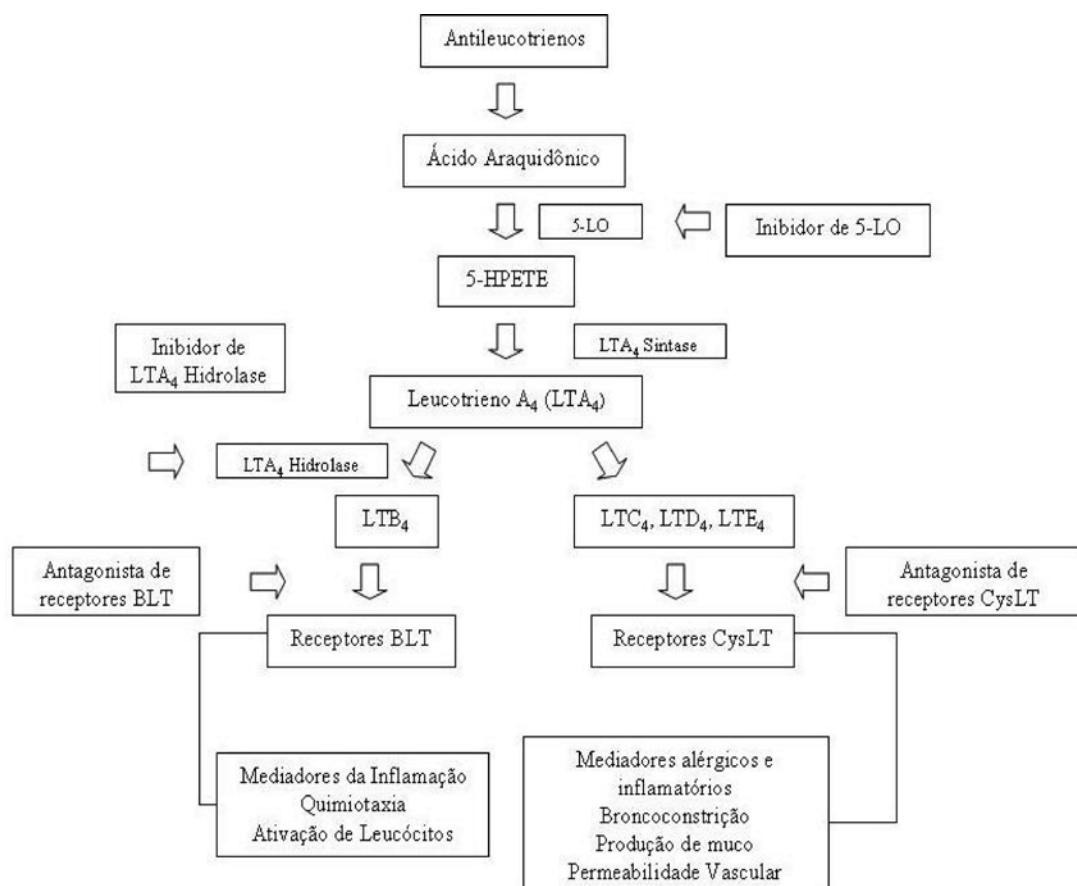 Antileucotrienos
Ácido Araquidônico
5-LO
Inibidor de 5-LO
5-HPETE
Inibidor de
LTA₄ Hidrolase
LTA₄ Sintase
Leucotrieno A₄ (LTA₄)
LTA₄ Hidrolase
LTB₄
LTC₄, LTD₄, LTE₄
Antagonista de
receptores BLT
Antagonista de
receptores CysLT
Receptores BLT
Receptores CysLT
Mediadores da Inflamação
Quimiotaxia
Ativação de Leucócitos
Mediadores alérgicos e
inflamatórios
Broncoconstrição
Produção de muco
Permeabilidade Vascular